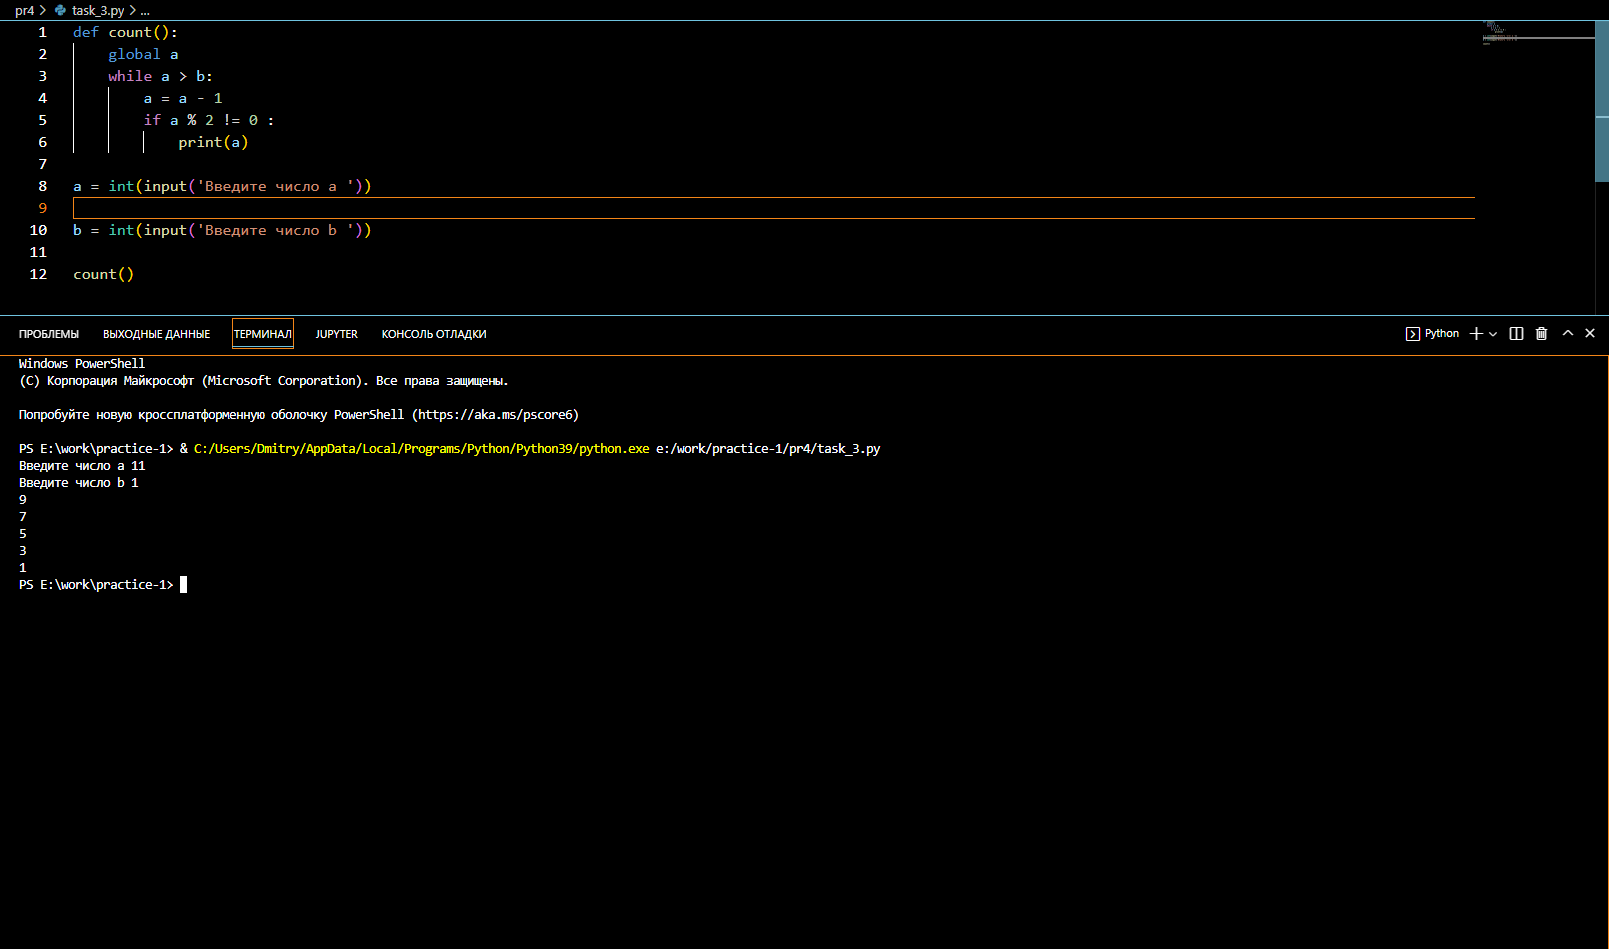 pr4 > task_3.py > ...
1 def count():
2     global a
3     while a > b:
4         a = a - 1
5         if a % 2 != 0 :
6             print(a)
7
8 a = int(input('Введите число a '))
9
10 b = int(input('Введите число b '))
11
12 count()
ПРОБЛЕМЫ ВЫХОДНЫЕ ДАННЫЕ ТЕРМИНАЛ JUPYTER КОНСОЛЬ ОТЛАДКИ Python
Windows PowerShell
(C) Корпорация Майкрософт (Microsoft Corporation). Все права защищены.
Попробуйте новую кроссплатформенную оболочку PowerShell (https://aka.ms/pscore6)
PS E:\work\practice-1> & C:/Users/Dmitry/AppData/Local/Programs/Python/Python39/python.exe e:/work/practice-1/pr4/task_3.py
Введите число a 11
Введите число b 1
9
7
5
3
1
PS E:\work\practice-1>